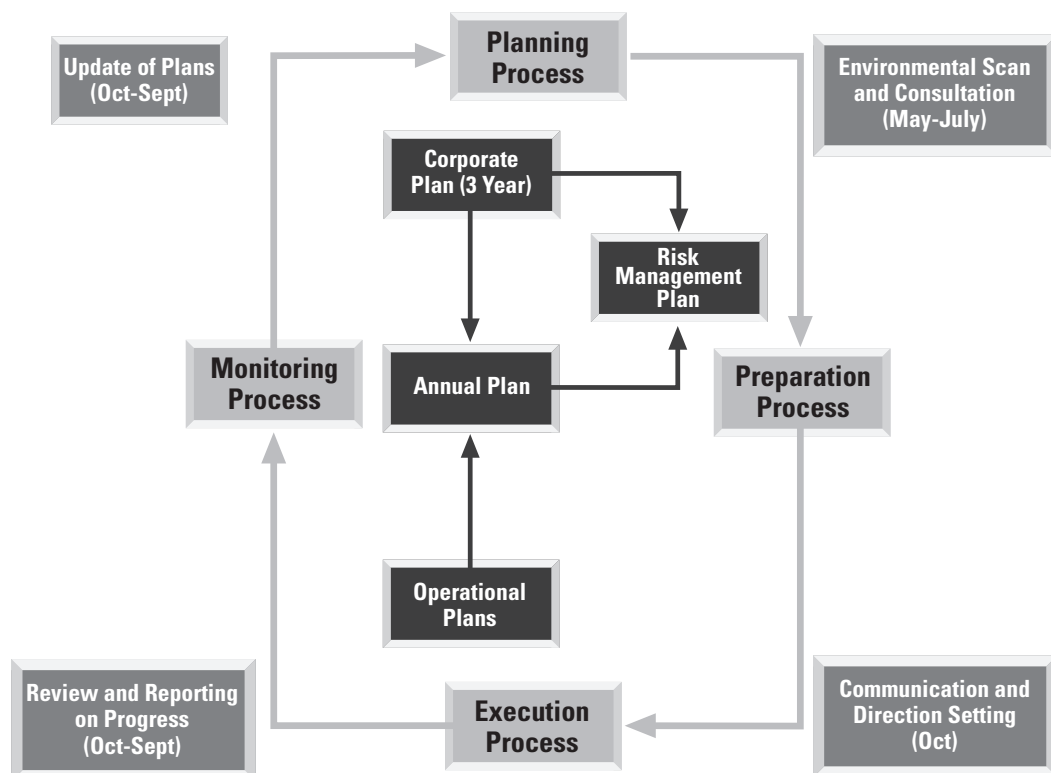 Planning
Process
Update of Plans
(Oct-Sept)
Environmental Scan
and Consultation
(May-July)
Corporate
Plan (3 Year)
Risk
Management
Plan
Monitoring
Process
Annual Plan
Preparation
Process
Operational
Plans
Review and Reporting
on Progress
(Oct-Sept)
Execution
Process
Communication and
Direction Setting
(Oct)